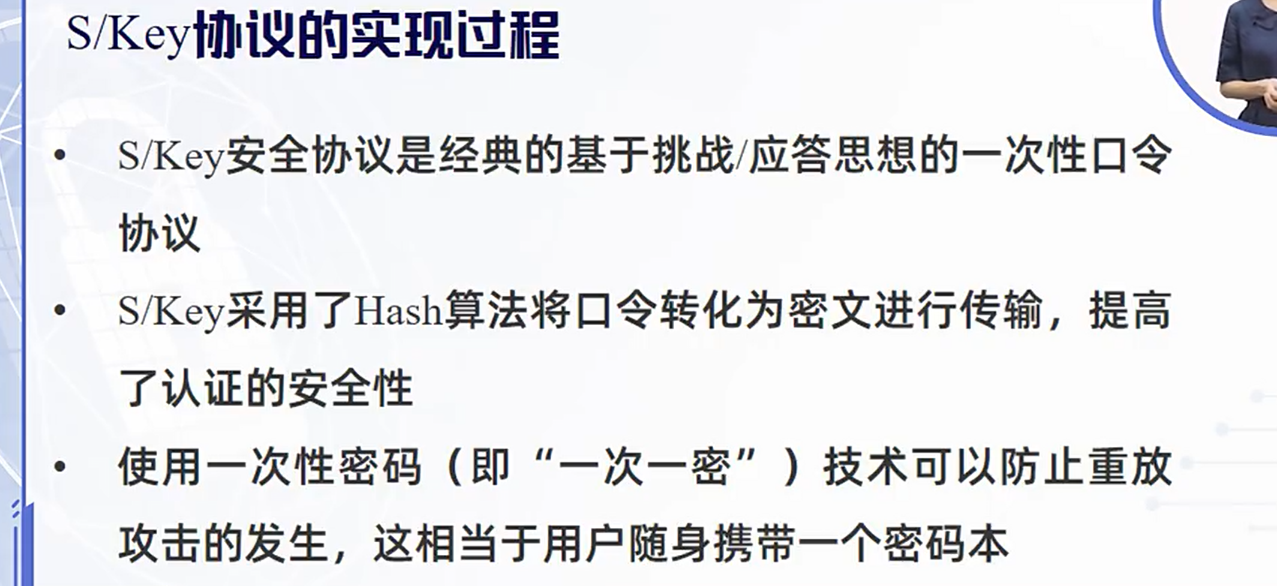 S/Key协议的实现过程
• S/Key安全协议是经典的基于挑战/应答思想的一次性口令
协议
• S/Key采用了Hash算法将口令转化为密文进行传输，提高
了认证的安全性
• 使用一次性密码（即“一次一密”）技术可以防止重放
攻击的发生，这相当于用户随身携带一个密码本